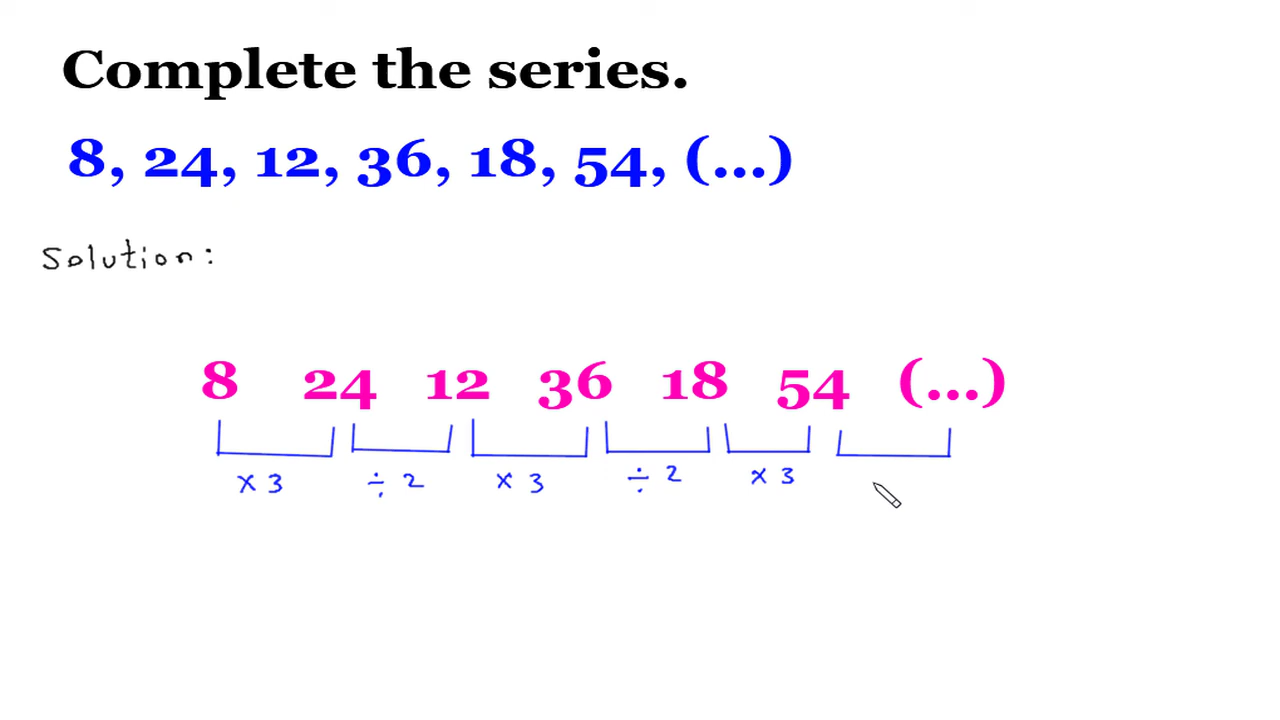 Complete the series.
8, 24, 12, 36, 18, 54, (...)
Solution:
8 24 12 36 18 54 (...)
× 3 ÷ 2 × 3 ÷ 2 × 3